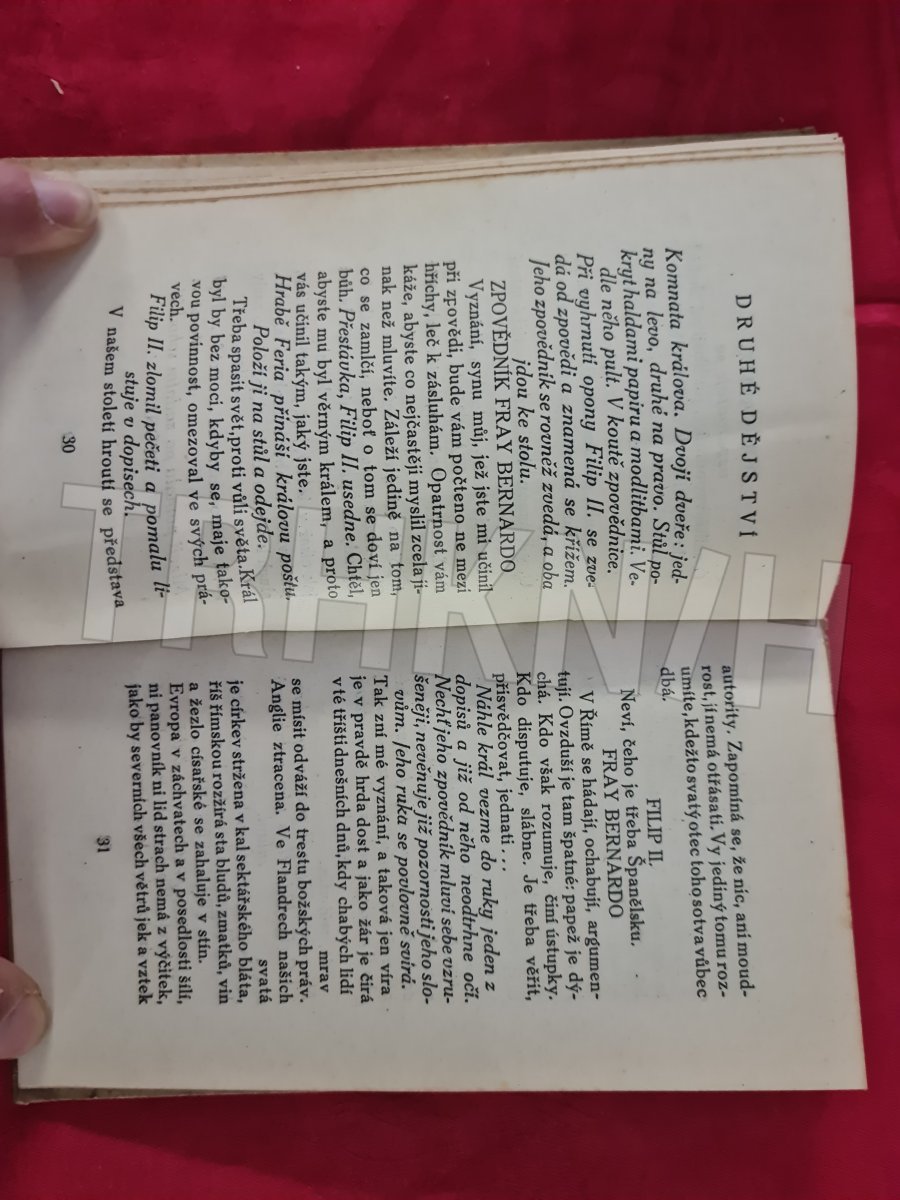 DRUHÉ DĚJSTVÍ
Komnata králova. Dvojí dveře: jed-
ny na levo, druhé na pravo. Stůl po-
kryt haldami papíru a modlitbami. Ve-
dle něho pult. V koutě zpovědnice.
Při vyhrnutí opony Filip II. se zve-
dá od zpovědi a znamená se křížem.
Jeho zpovědník se rovněž zvedá, a oba
jdou ke stolu.
ZPOVĚDNÍK FRAY BERNARDO
Vyznání, synu můj, jež jste mi učinil
při zpovědi, bude vám počteno ne mezi
hříchy, leč k zásluhám. Opatrnost vám
káže, abyste co nejčastěji myslil zcela ji-
nak než mluvíte. Záleží jedině na tom,
co se zamlčí, neboť o tom se doví jen
bůh. Přestávka, Filip II. usedne. Chtěl,
abyste mu byl věrným králem, a proto
vás učinil takým, jaký jste.
Hrabě Feria přináší královu poštu.
Položí ji na stůl a odejde.
Třeba spasit svět, proti vůli světa. Král
byl by bez moci, kdyby se, maje tako-
vou povinnost, omezoval ve svých prá-
vech.
Filip II. zlomil pečeti a pomalu li-
stuje v dopisech.
V našem století hroutí se představa
30
autority. Zapomíná se, že nic, ani moud-
rost, jí nemá otřásati. Vy jediný tomu roz-
umíte, kdežto svatý otec toho sotva vůbec
dbá.
FILIP II.
Neví, čeho je třeba Španělsku.
FRAY BERNARDO
V Římě se hádají, ochabují, argumen-
tují. Ovzduší je tam špatné: papež je dý-
chá. Kdo však rozumuje, činí ústupky.
Kdo disputuje, slábne. Je třeba věřit,
přisvědčovat, jednati...
Náhle král vezme do ruky jeden z
dopisů a již od něho neodtrhne očí.
Nechť jeho zpovědník mluví sebe vzru-
šeněji, nevěnuje již pozornosti jeho slo-
vům. Jeho ruka se povlovně svírá.
Tak zní mé vyznání, a taková jen víra
je v pravdě hrda dost a jako žár je čirá
v té tříšti dnešních dnů, kdy chabých lidí
mrav
se mísit odváží do trestu božských práv.
Anglie ztracena. Ve Flandrech našich
svatá
je církev stržena v kal sektářského bláta,
říš římskou rozžírá sta bludů, zmatků, vin
a žezlo císařské se zahaluje v stín.
Evropa v záchvatech a v posedlosti šílí,
ni panovník ni lid strach nemá z výčitek,
jako by severních všech větrů jek a vztek
31
TRHKNIH